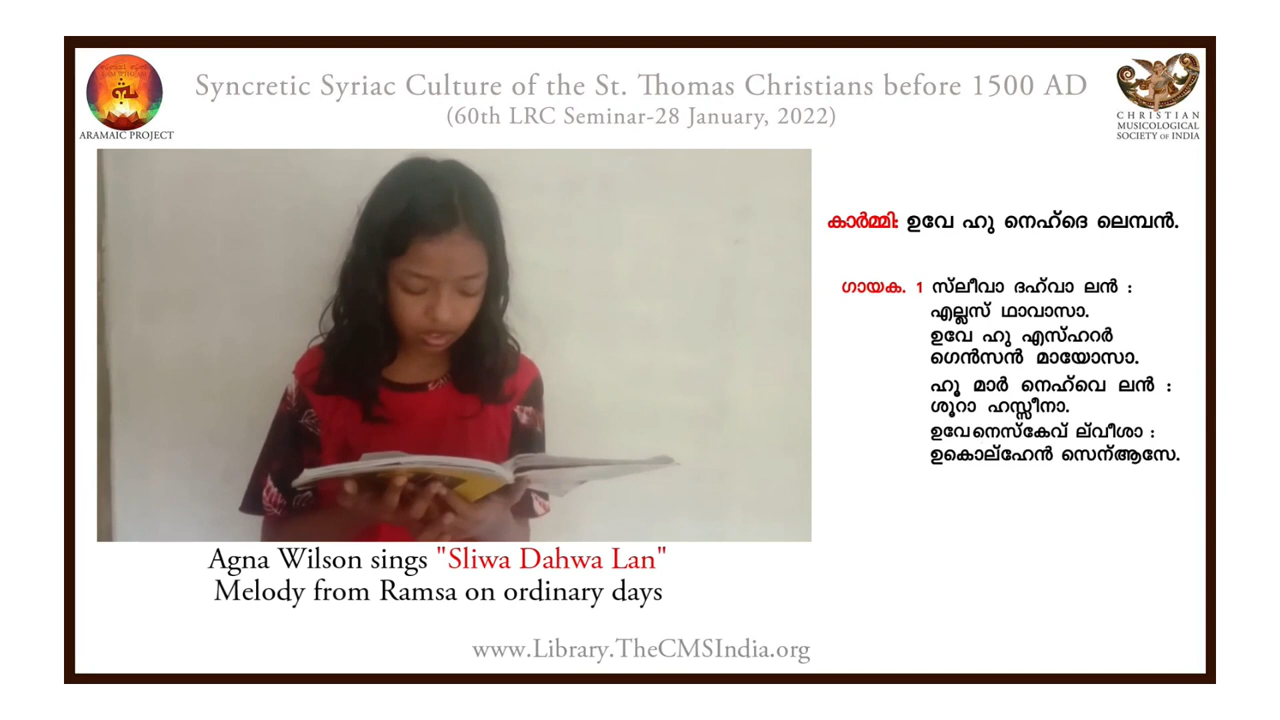 Syncretic Syriac Culture of the St. Thomas Christians before 1500 AD
(60th LRC Seminar-28 January, 2022)
ARAMAIC PROJECT
CHRISTIAN
MUSICOLOGICAL
SOCIETY OF INDIA
കാർമ്മി: ഉവേ ഹു നെഹ്ദെ ലെമ്പൻ.
ഗായക. 1 സ്ലീവാ ദഹ്വാ ലൻ :
എല്ലസ് ഥാവാസാ.
ഉവേ ഹു എസ്ഹറർ
ഗെൻസൻ മായോസാ.
ഹൂ മാർ നെഹ്വെ ലൻ :
ശൂറാ ഹസ്സീനാ.
ഉവേനെസ്കേവ് ല്വീശാ :
ഉകൊല്ഹേൻ സെന്ആസേ.
Agna Wilson sings "Sliwa Dahwa Lan"
Melody from Ramsa on ordinary days
www.Library.TheCMSIndia.org